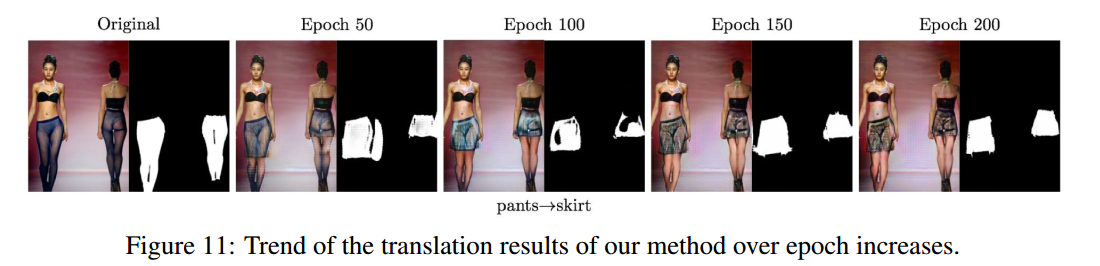 Original Epoch 50 Epoch 100 Epoch 150 Epoch 200
pants→skirt
Figure 11: Trend of the translation results of our method over epoch increases.